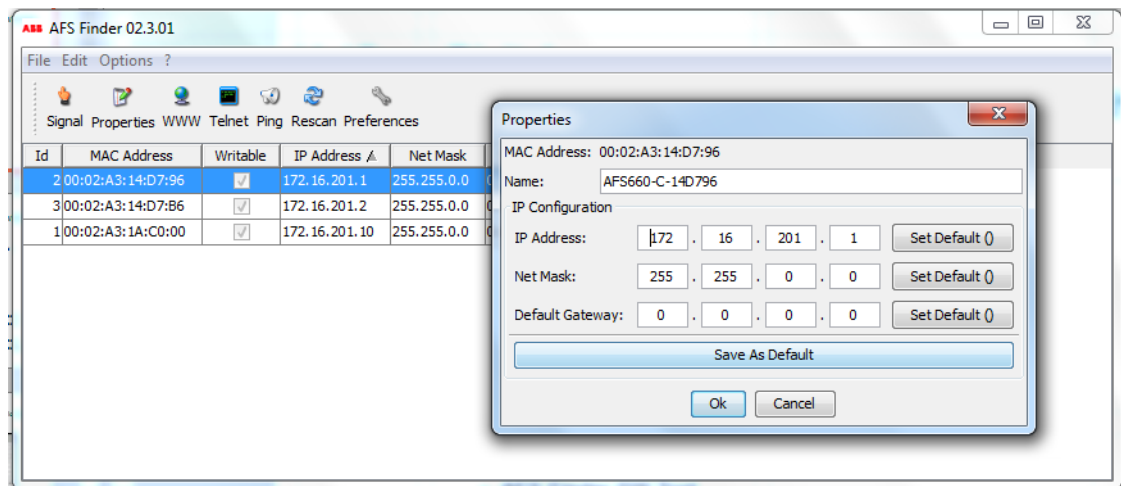 ABB AFS Finder 02.3.01
File Edit Options ?
Signal Properties WWW Telnet Ping Rescan Preferences
Id MAC Address Writable IP Address Net Mask
2 00:02:A3:14:D7:96 172.16.201.1 255.255.0.0
3 00:02:A3:14:D7:B6 172.16.201.2 255.255.0.0
1 00:02:A3:1A:C0:00 172.16.201.10 255.255.0.0
Properties
MAC Address: 00:02:A3:14:D7:96
Name: AFS660-C-14D796
IP Configuration
IP Address: 172 . 16 . 201 . 1 Set Default ()
Net Mask: 255 . 255 . 0 . 0 Set Default ()
Default Gateway: 0 . 0 . 0 . 0 Set Default ()
Save As Default
Ok Cancel